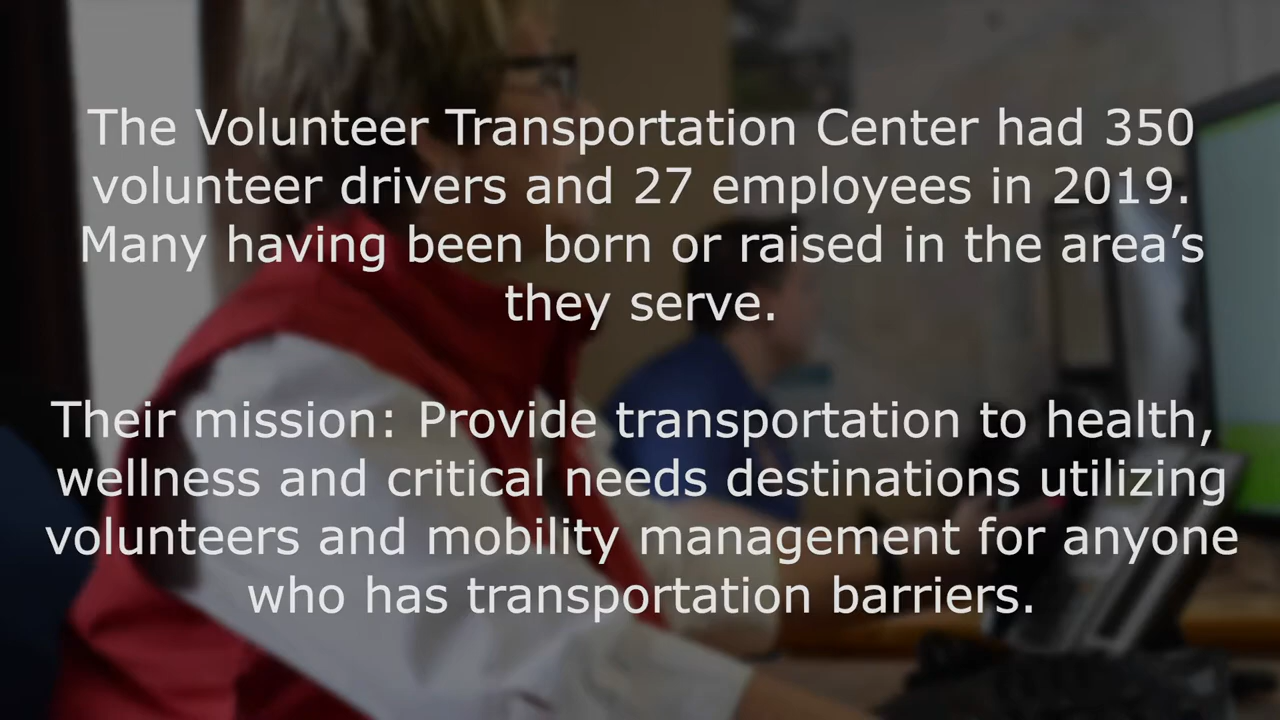 The Volunteer Transportation Center had 350
volunteer drivers and 27 employees in 2019.
Many having been born or raised in the area’s
they serve.
Their mission: Provide transportation to health,
wellness and critical needs destinations utilizing
volunteers and mobility management for anyone
who has transportation barriers.